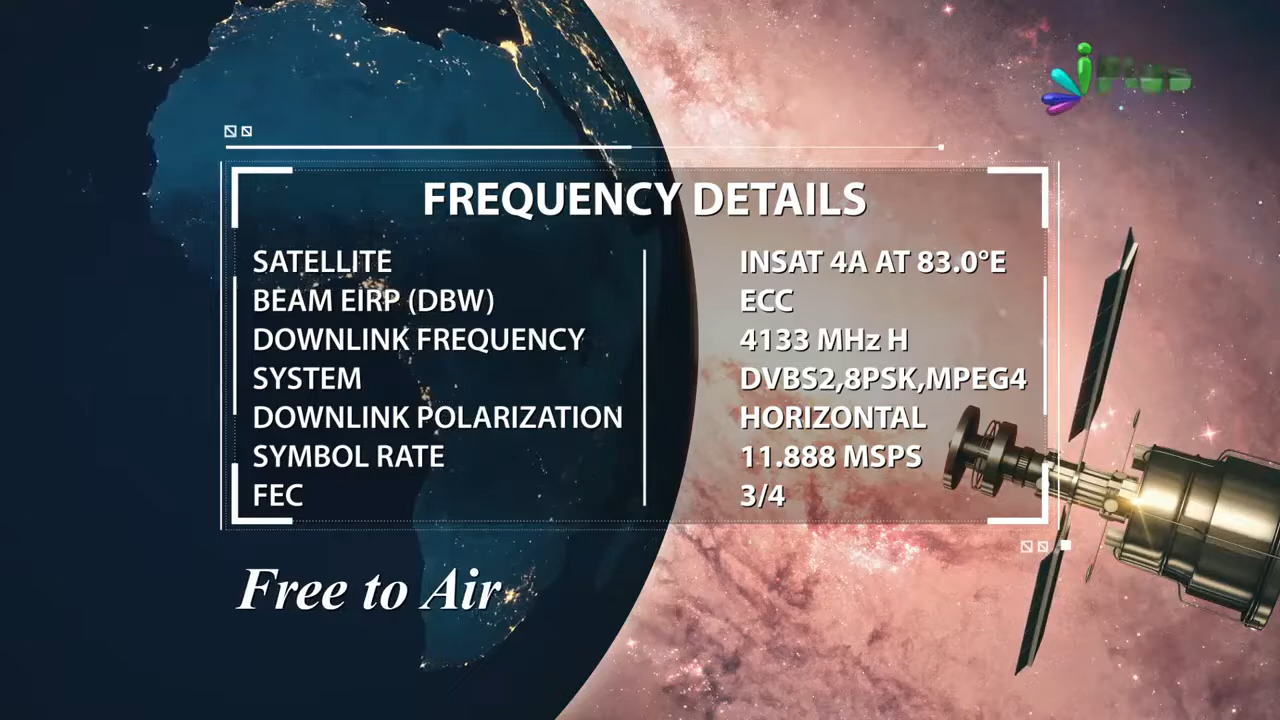 iPlus
FREQUENCY DETAILS
SATELLITE INSAT 4A AT 83.0°E
BEAM EIRP (DBW) ECC
DOWNLINK FREQUENCY 4133 MHz H
SYSTEM DVBS2,8PSK,MPEG4
DOWNLINK POLARIZATION HORIZONTAL
SYMBOL RATE 11.888 MSPS
FEC 3/4
Free to Air